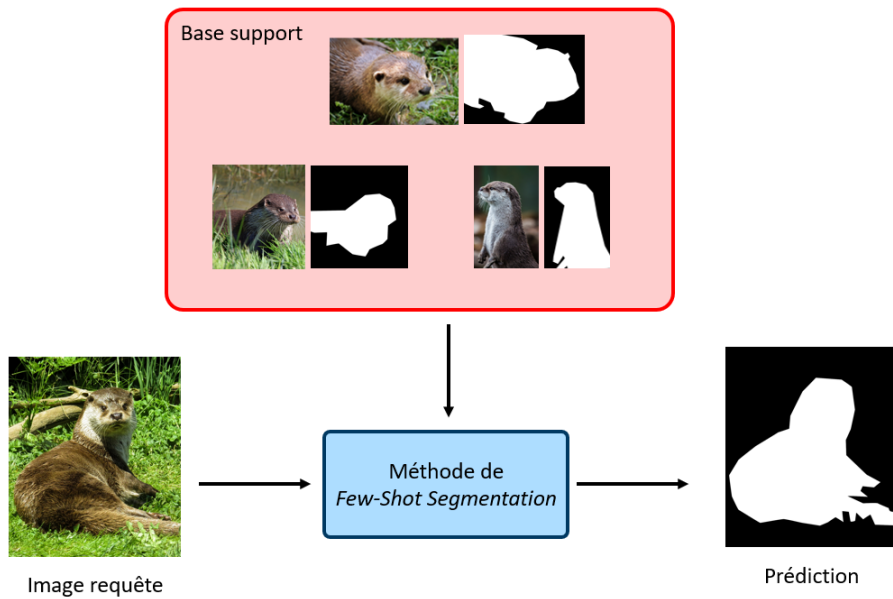 Base support
Méthode de
Few-Shot Segmentation
Image requête
Prédiction